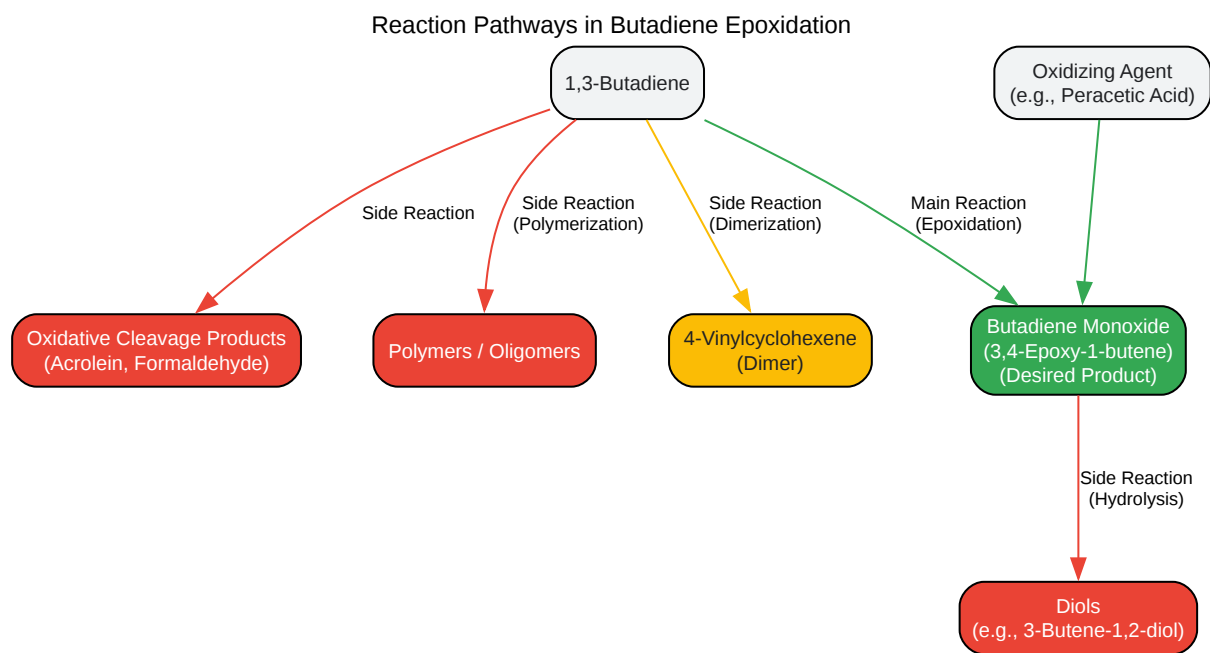 Reaction Pathways in Butadiene Epoxidation
1,3-Butadiene
Oxidizing Agent
(e.g., Peracetic Acid)
Side Reaction
Side Reaction
(Polymerization)
Side Reaction
(Dimerization)
Main Reaction
(Epoxidation)
Oxidative Cleavage Products
(Acrolein, Formaldehyde)
Polymers / Oligomers
4-Vinylcyclohexene
(Dimer)
Butadiene Monoxide
(3,4-Epoxy-1-butene)
(Desired Product)
Side Reaction
(Hydrolysis)
Diols
(e.g., 3-Butene-1,2-diol)